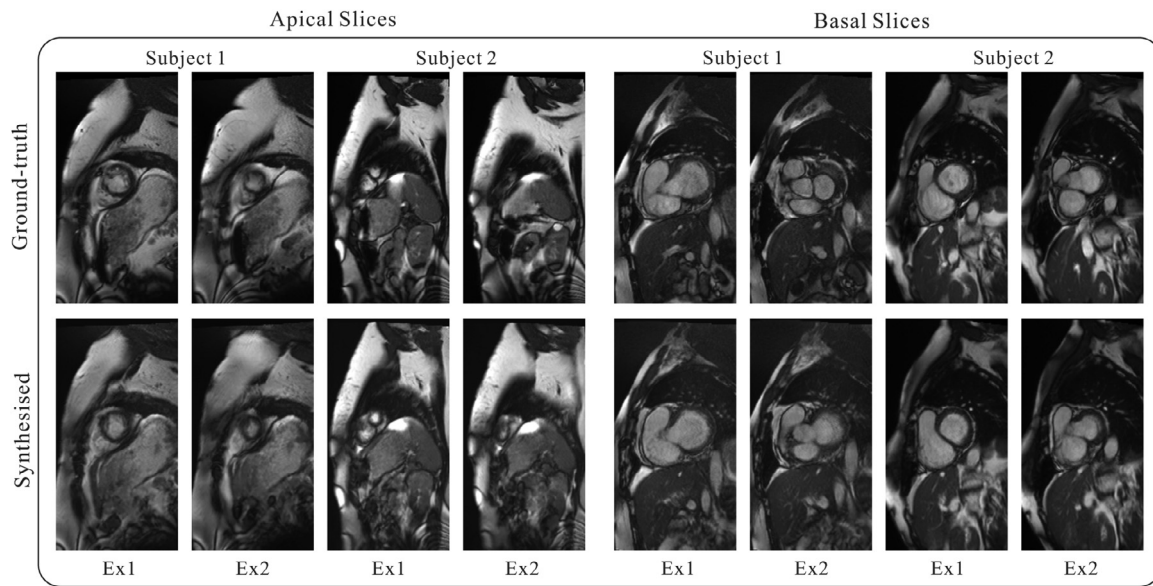 Apical Slices Basal Slices
Subject 1 Subject 2 Subject 1 Subject 2
Ground-truth
Synthesised
Ex1 Ex2 Ex1 Ex2 Ex1 Ex2 Ex1 Ex2